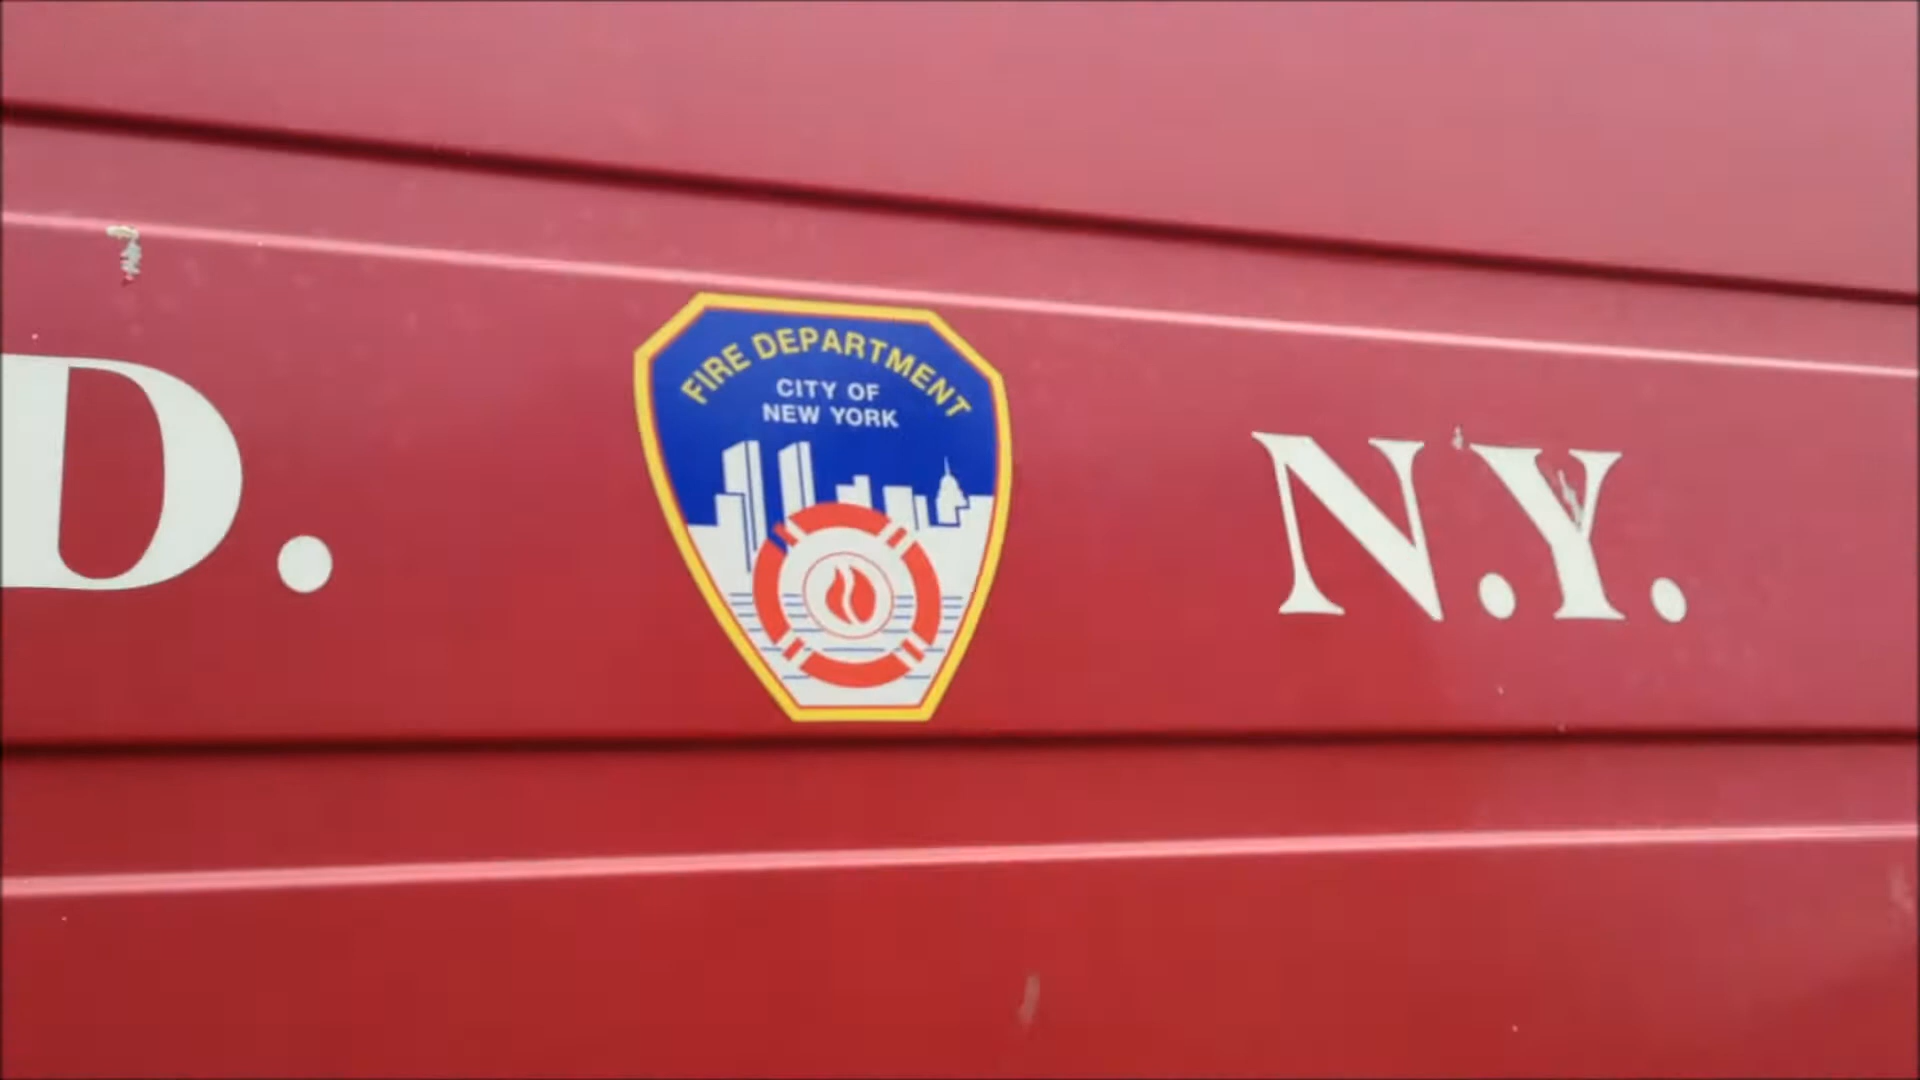 D.
FIRE DEPARTMENT
CITY OF
NEW YORK
N.Y.